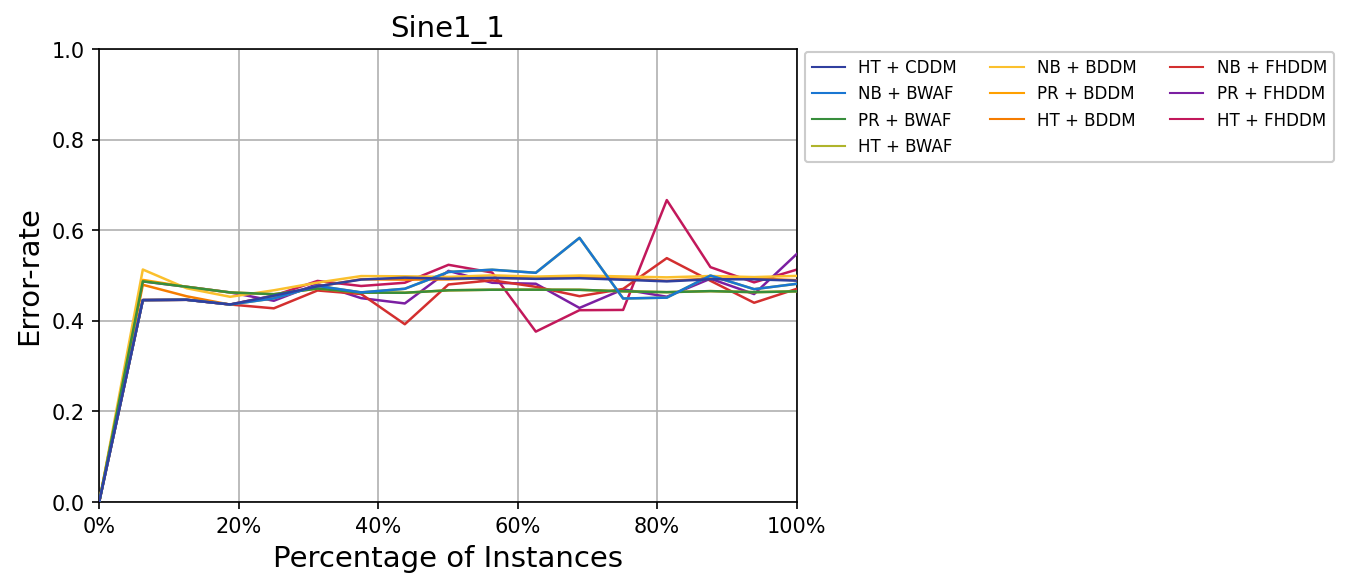 Sine1_1
1.0
0.8
0.6
0.4
0.2
0.0
Error-rate
0% 20% 40% 60% 80% 100%
Percentage of Instances
HT + CDDM NB + BDDM NB + FHDDM
NB + BWAF PR + BDDM PR + FHDDM
PR + BWAF HT + BDDM HT + FHDDM
HT + BWAF